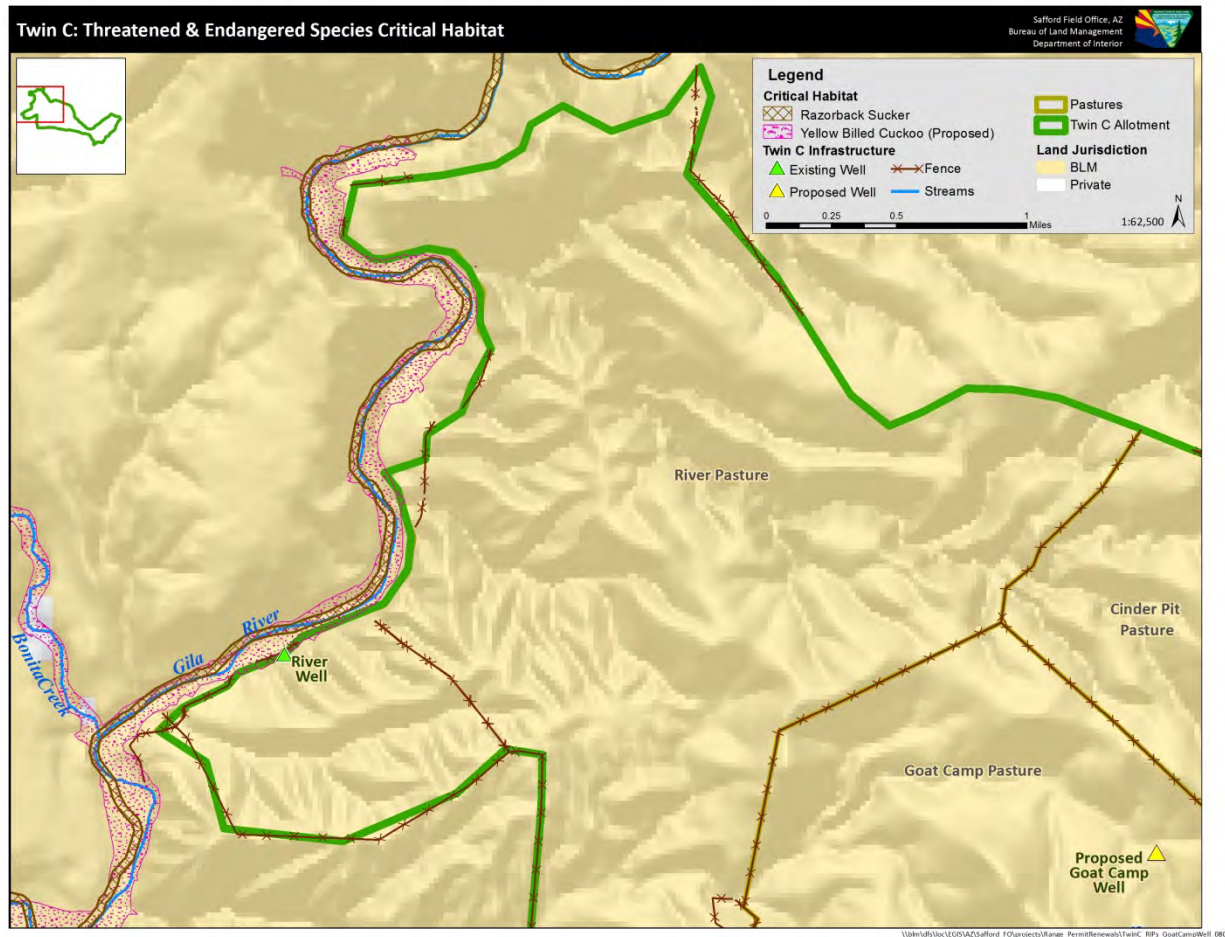 Twin C: Threatened & Endangered Species Critical Habitat
Safford Field Office, AZ
Bureau of Land Management
Department of Interior
Legend
Critical Habitat
Razorback Sucker
Yellow Billed Cuckoo (Proposed)
Twin C Infrastructure
Existing Well
Fence
Proposed Well
Streams
Pastures
Twin C Allotment
Land Jurisdiction
BLM
Private
0 0.25 0.5 1
Miles
1:62,500
N
River Pasture
Cinder Pit
Pasture
Gila River
River
Well
BonitaCreek
Goat Camp Pasture
Proposed
Goat Camp
Well